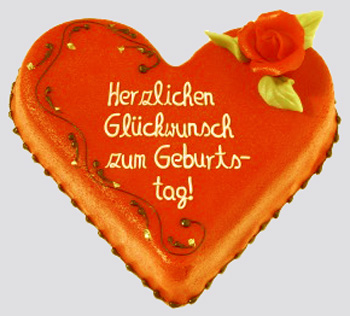 Herzlichen
Glückwunsch
zum Geburts-
tag!